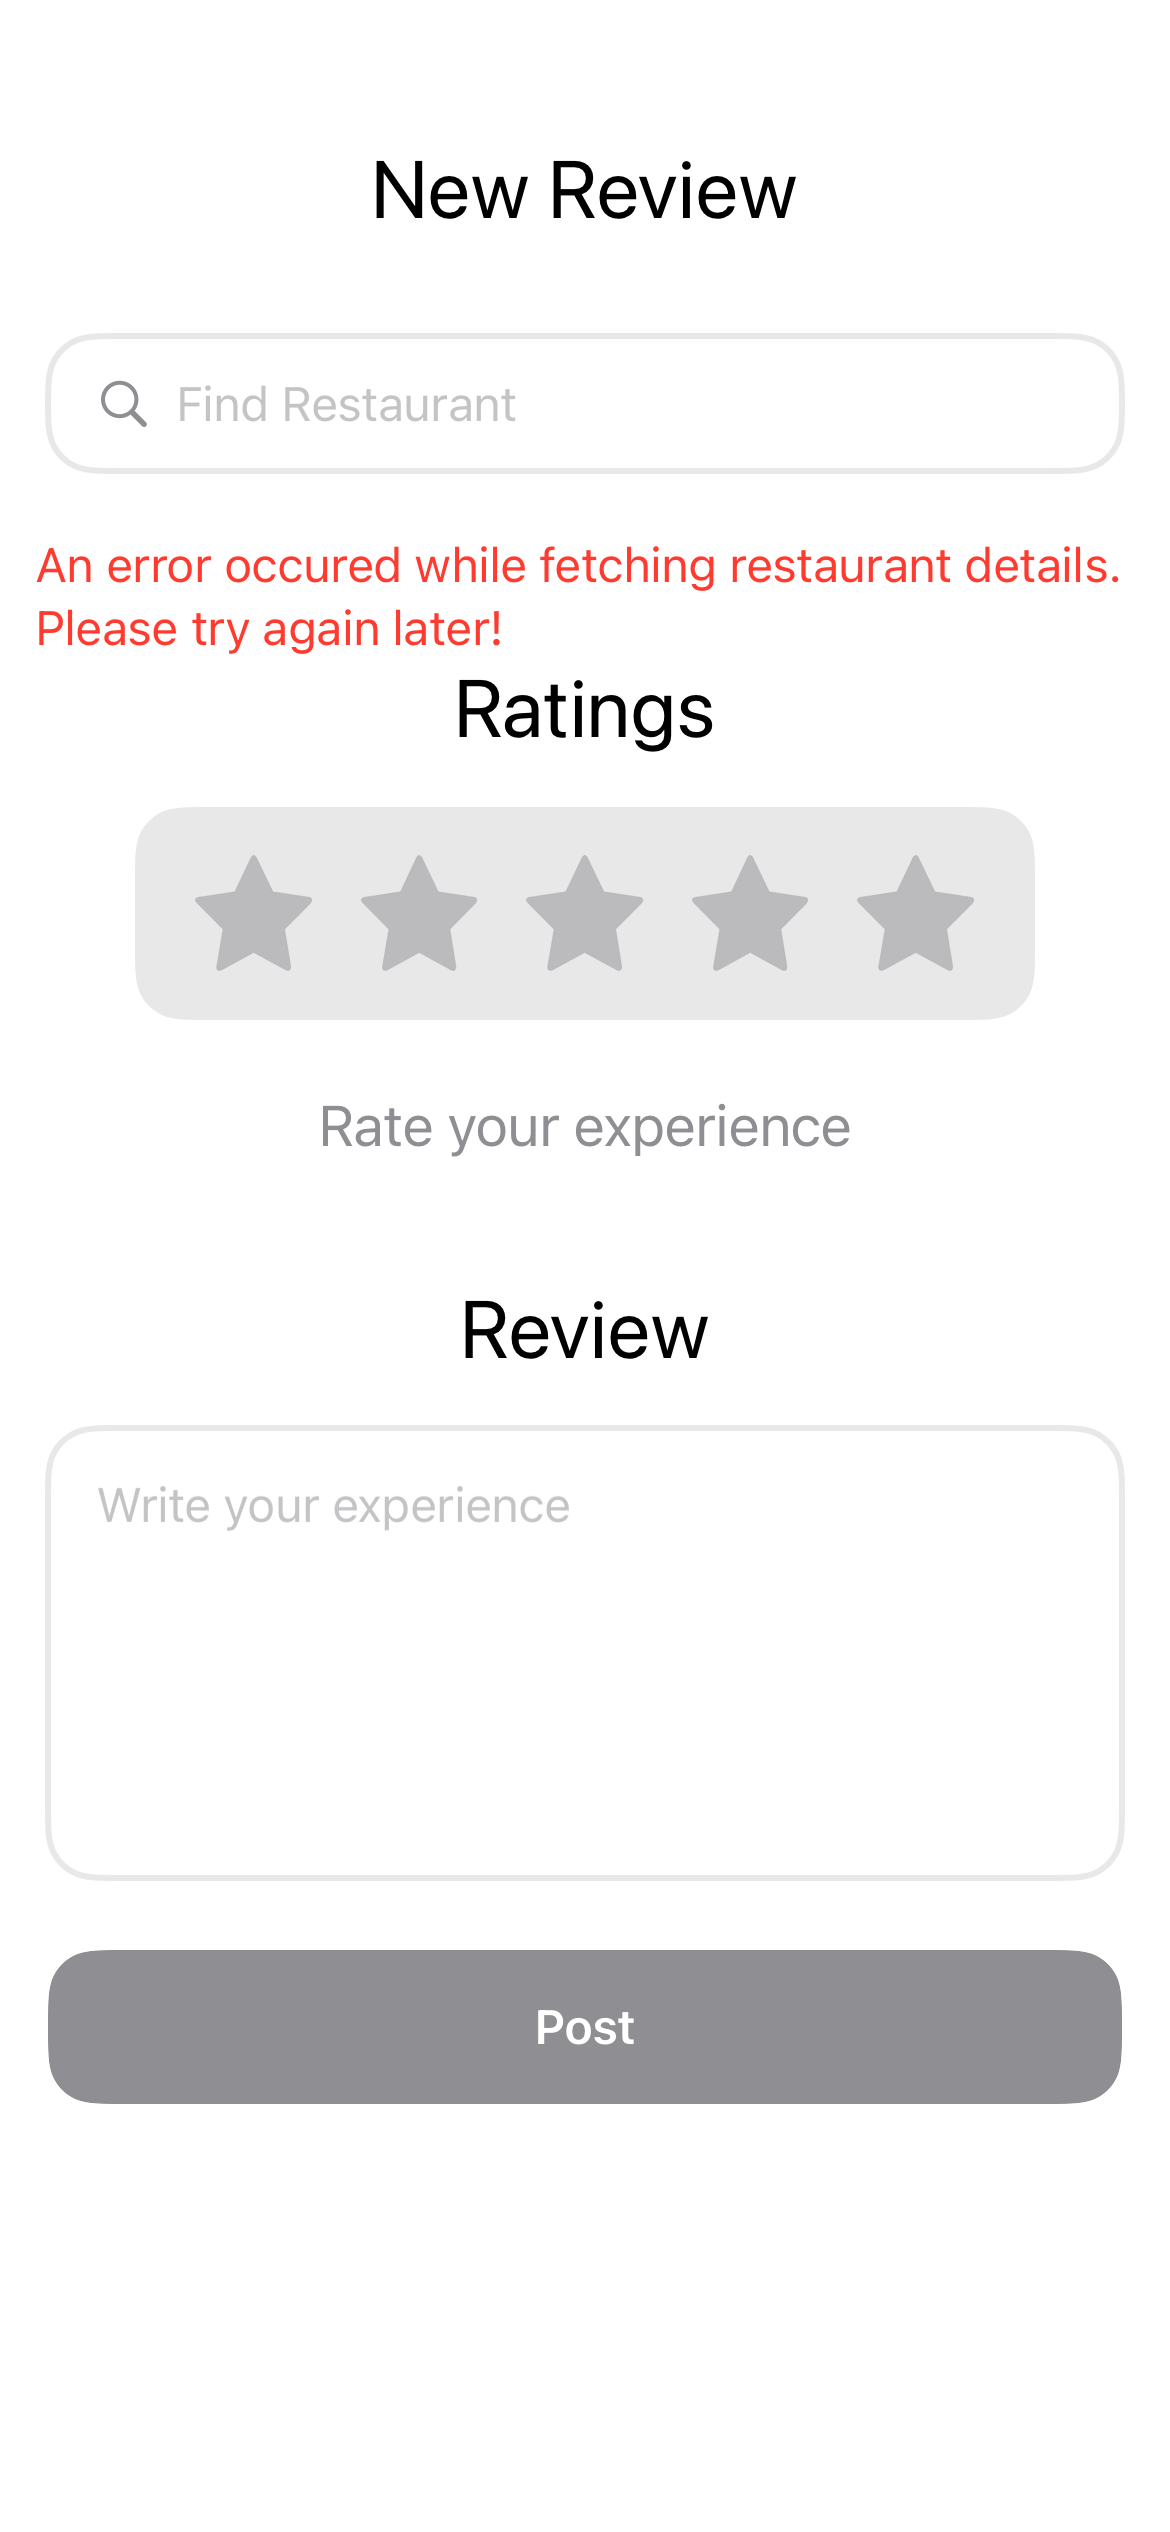 New Review
Find Restaurant
An error occured while fetching restaurant details.
Please try again later!
Ratings
Rate your experience
Review
Write your experience
Post